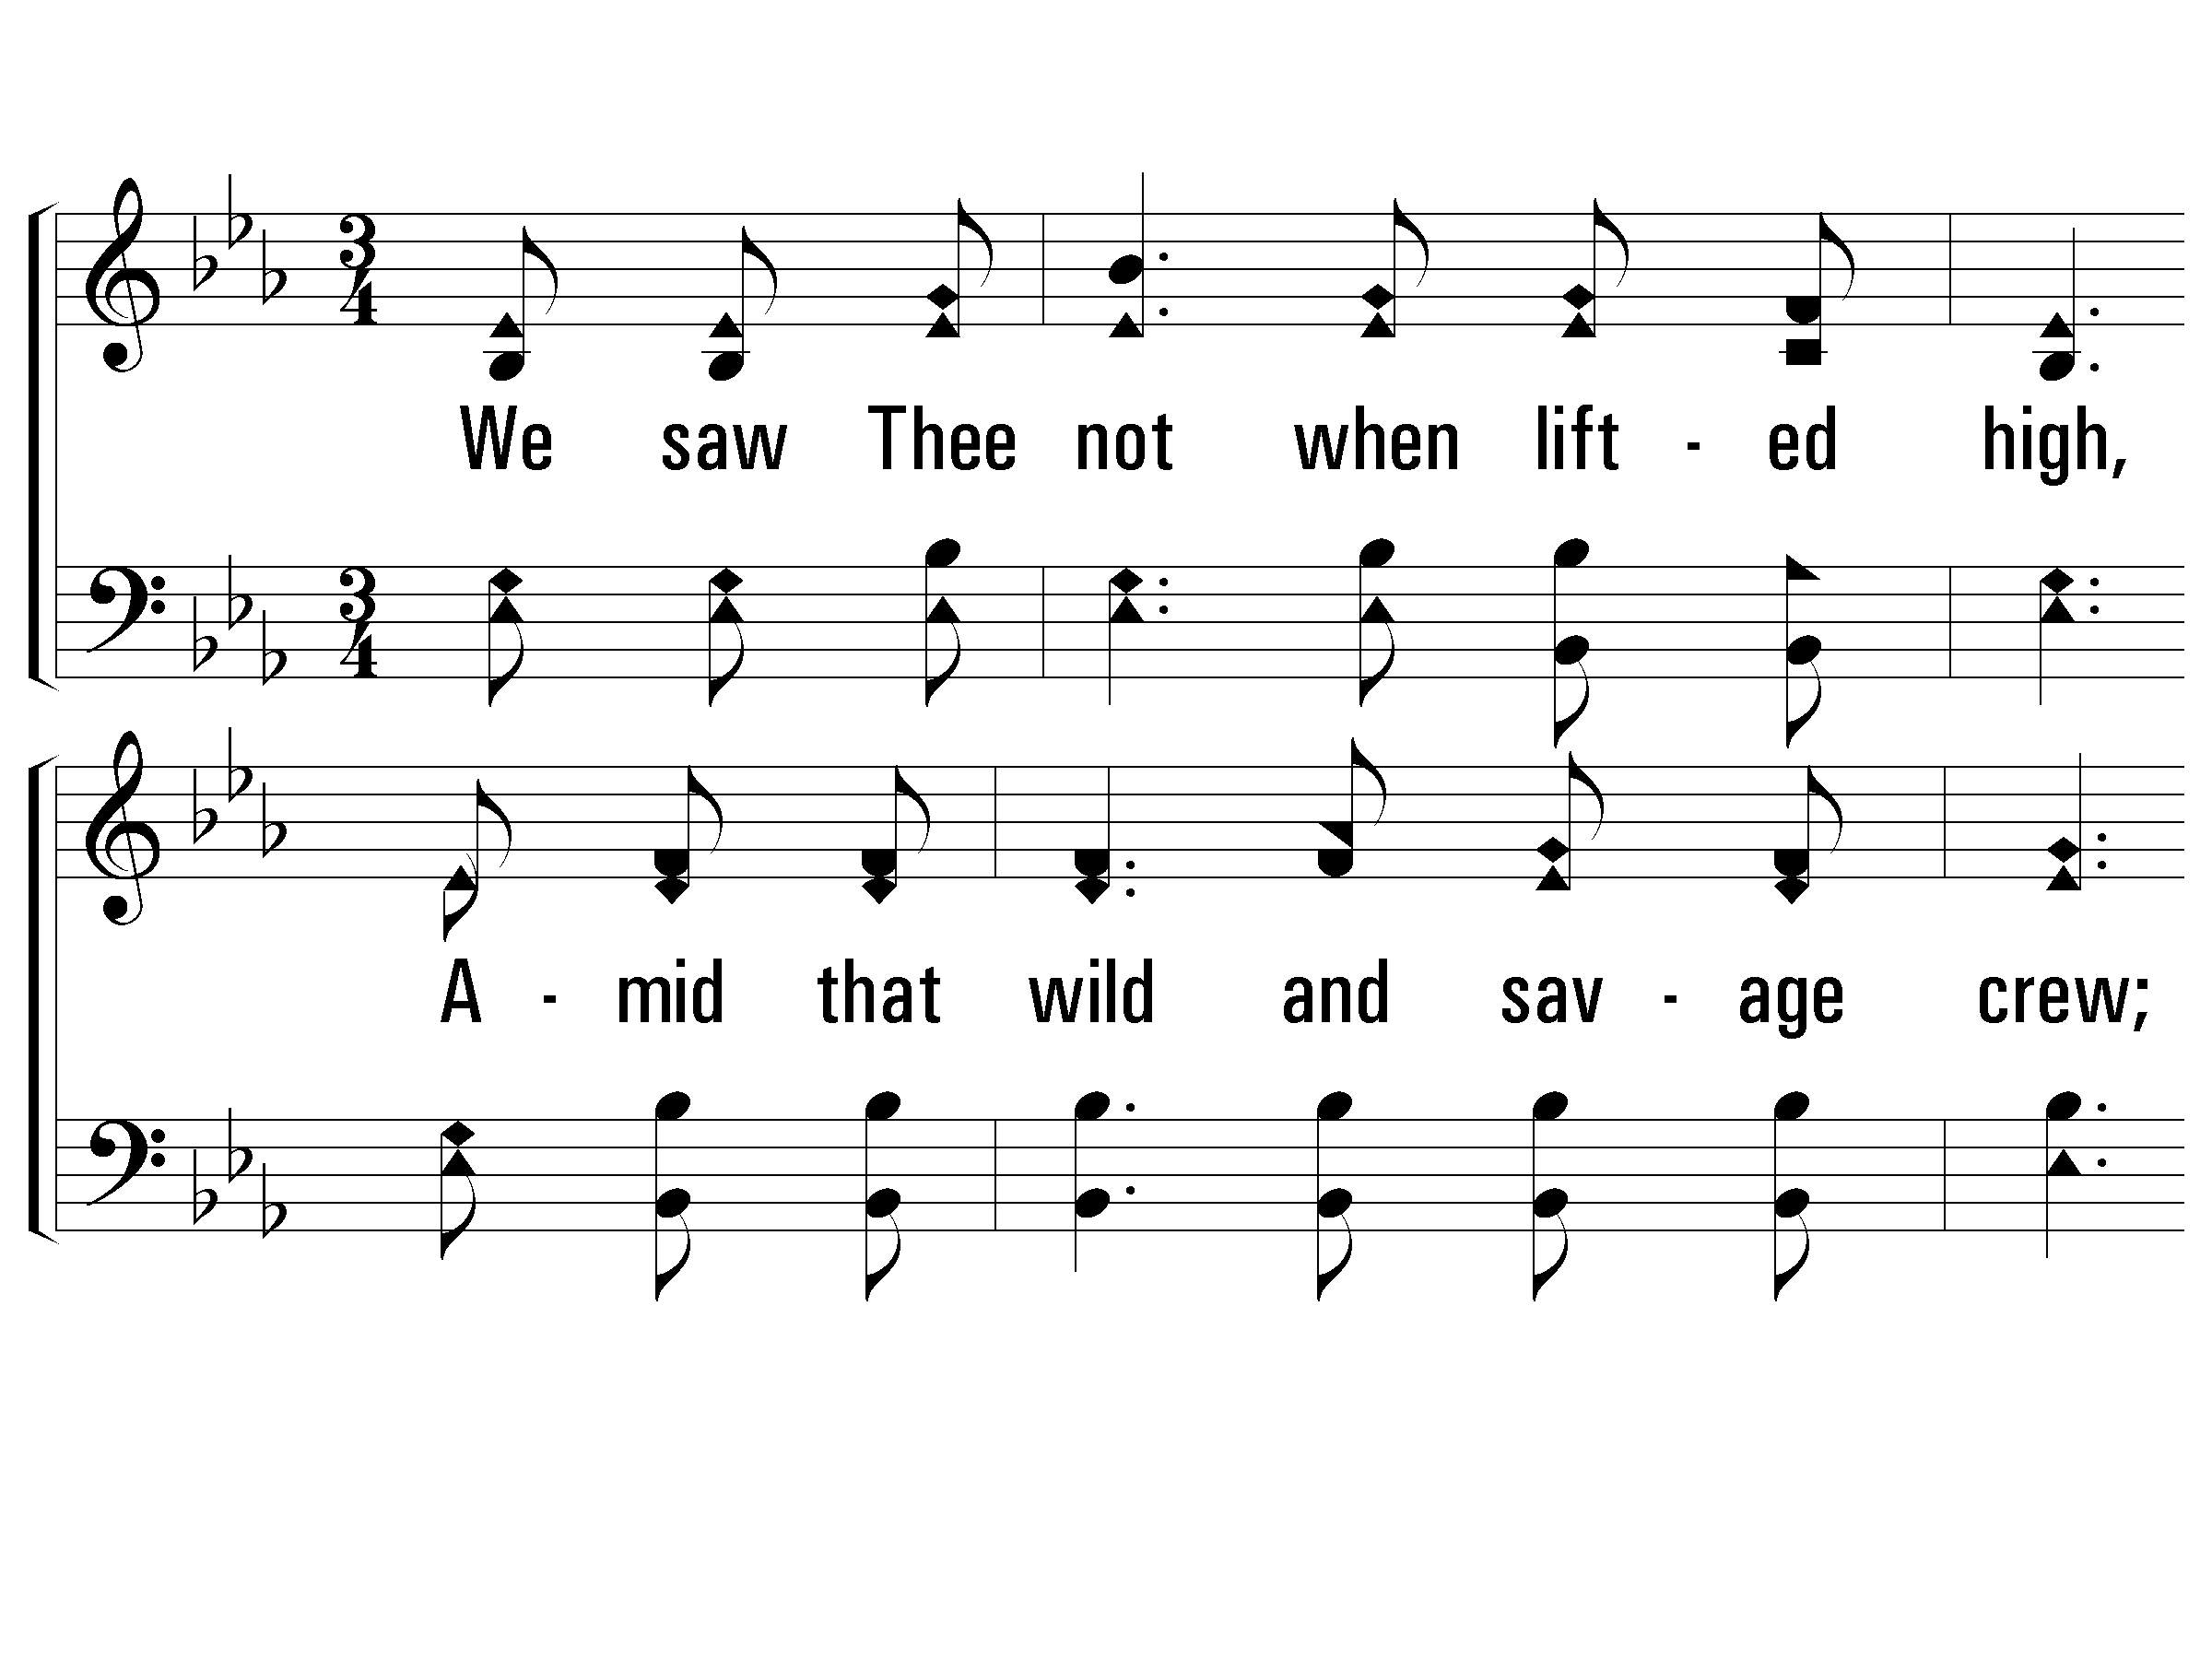 We saw Thee not when lift - ed high,
A - mid that wild and sav - age crew;